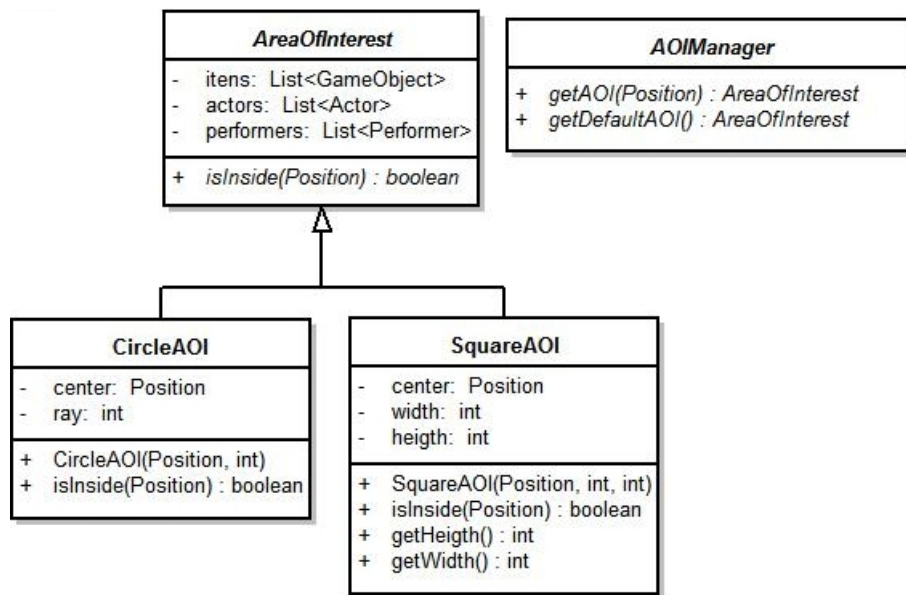 AreaOfInterest
- itens: List<GameObject>
- actors: List<Actor>
- performers: List<Performer>
+ isInside(Position) : boolean
AOIManager
+ getAOI(Position) : AreaOfInterest
+ getDefaultAOI() : AreaOfInterest
CircleAOI
- center: Position
- ray: int
+ CircleAOI(Position, int)
+ isInside(Position) : boolean
SquareAOI
- center: Position
- width: int
- heigth: int
+ SquareAOI(Position, int, int)
+ isInside(Position) : boolean
+ getHeigth() : int
+ getWidth() : int